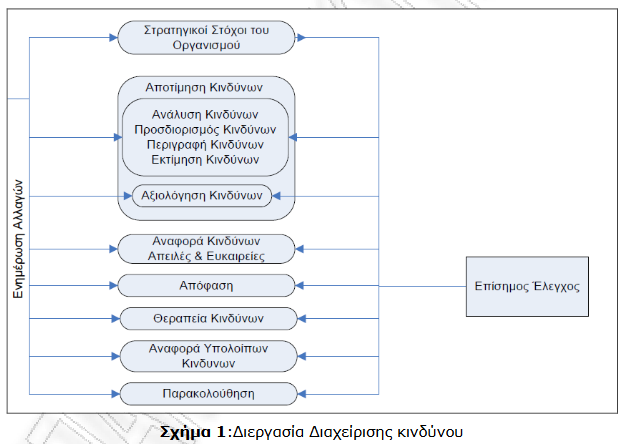 Στρατηγικοί Στόχοι του
Οργανισμού
Αποτίμηση Κινδύνων
Ανάλυση Κινδύνων
Προσδιορισμός Κινδύνων
Περιγραφή Κινδύνων
Εκτίμηση Κινδύνων
Αξιολόγηση Κινδύνων
Αναφορά Κινδύνων
Απειλές & Ευκαιρείες
Απόφαση
Θεραπεία Κινδύνων
Αναφορά Υπολοίπων
Κινδυνων
Παρακολούθηση
Ενημέρωση Αλλαγών
Επίσημος Έλεγχος
Σχήμα 1:Διεργασία Διαχείρισης κινδύνου